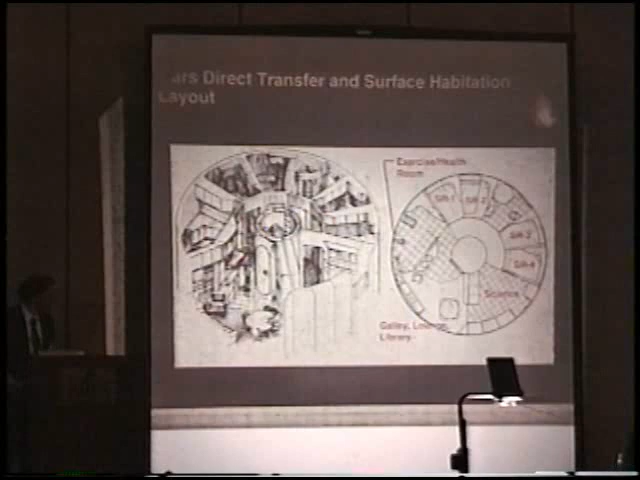 ars Direct Transfer and Surface Habitation
Layout
Exercise/Health
Room
SR-1
SR-2
SR-3
SR-4
Science
Galley, Lounge,
Library